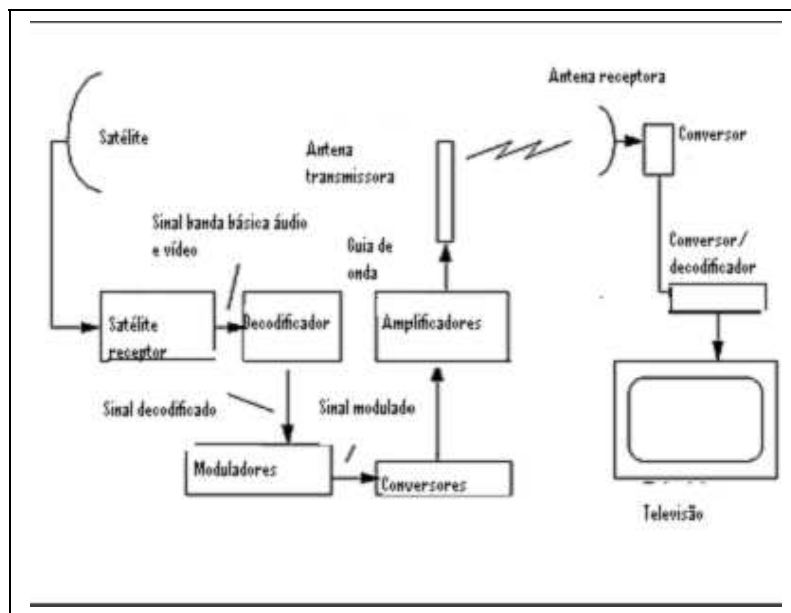 Antena receptora
Satélite
Antena
transmissora
Conversor
Sinal banda básica áudio
e vídeo
Guia de
onda
Conversor/
decodificador
Satélite
receptor
Decodificador
Amplificadores
Sinal decodificado
Sinal modulado
Moduladores
Conversores
Televisão